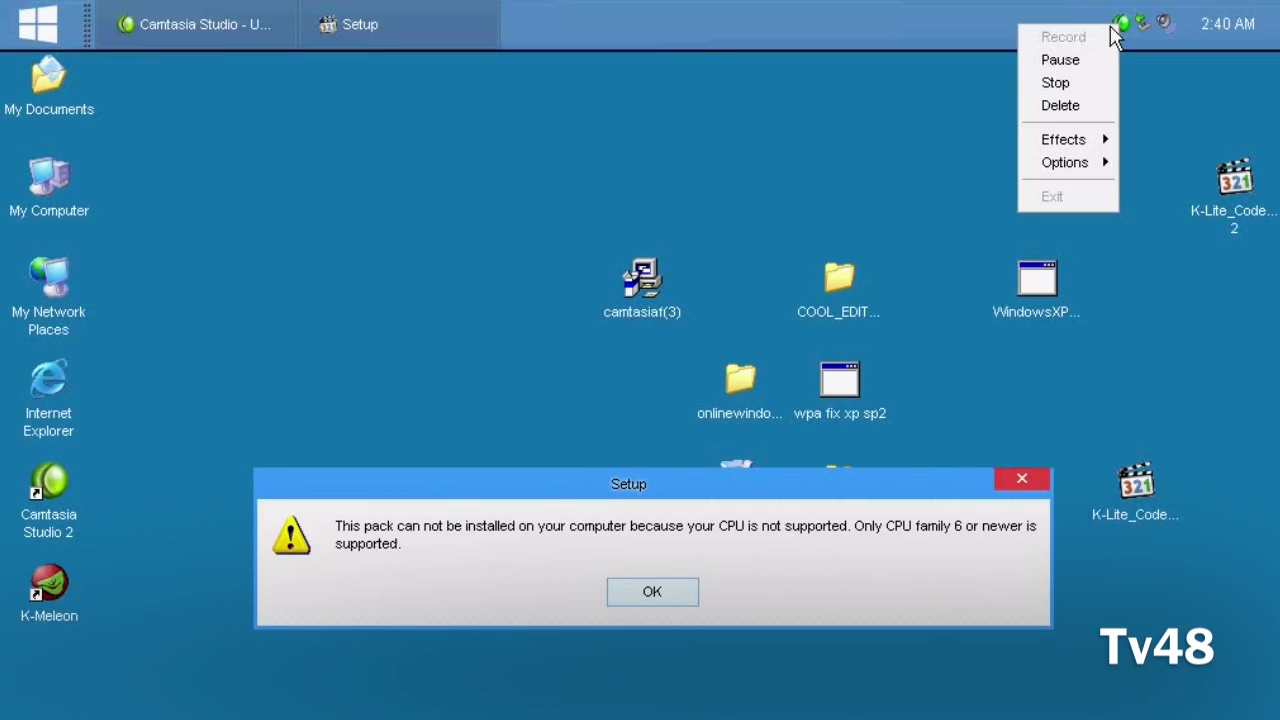 Camtasia Studio - U...
Setup
2:40 AM
Record
Pause
Stop
Delete
Effects
Options
Exit
My Documents
My Computer
My Network
Places
Internet
Explorer
Camtasia
Studio 2
K-Meleon
K-Lite_Code...
2
camtasiaf(3)
COOL_EDIT...
WindowsXP...
onlinewindo...
wpa fix xp sp2
K-Lite_Code...
Setup
This pack can not be installed on your computer because your CPU is not supported. Only CPU family 6 or newer is
supported.
OK
Tv48
321
321